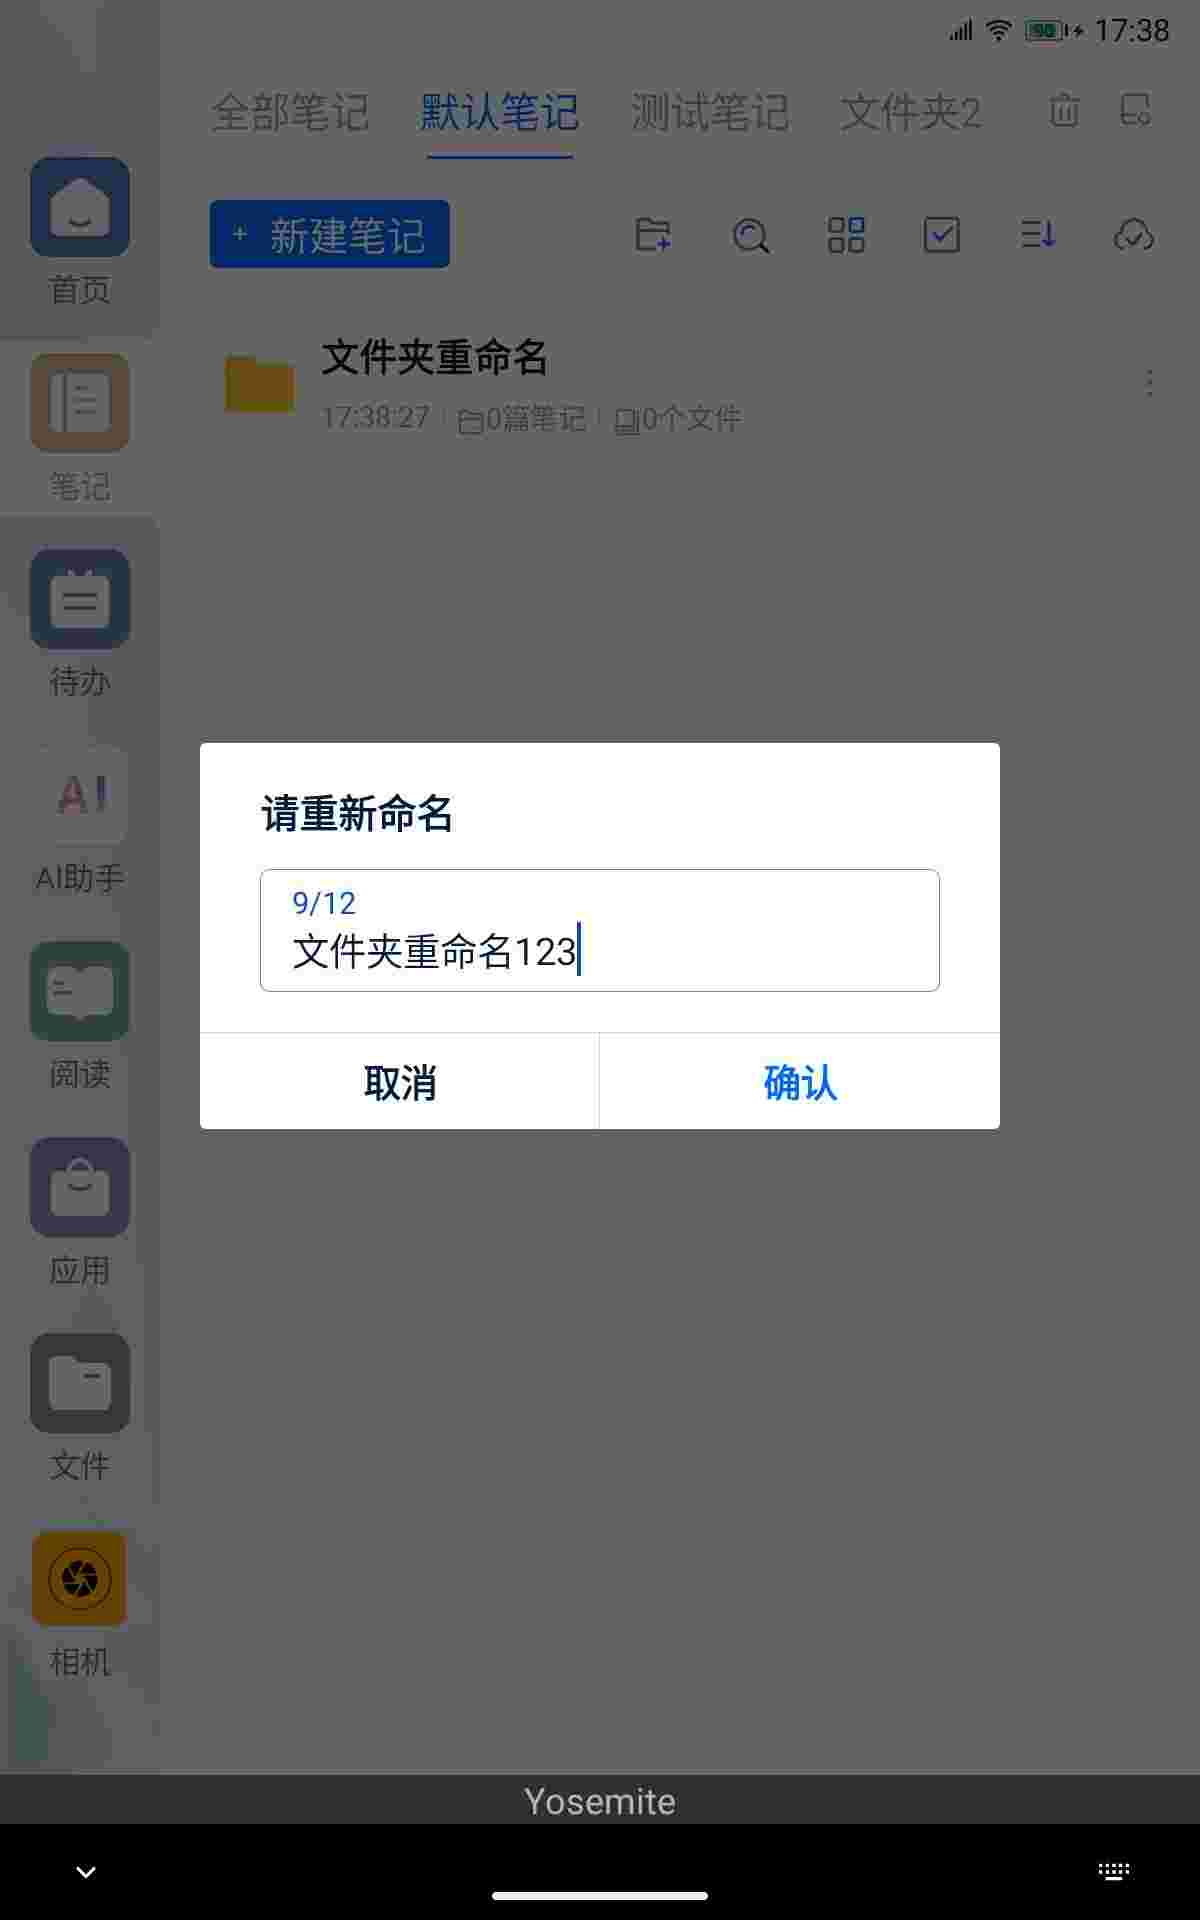 90 17:38
全部笔记 默认笔记 测试笔记 文件夹2
+ 新建笔记
首页
文件夹重命名
17:38:27 0篇笔记 0个文件
笔记
待办
请重新命名
AI
AI助手
9/12
文件夹重命名123
阅读
取消 确认
应用
文件
相机
Yosemite